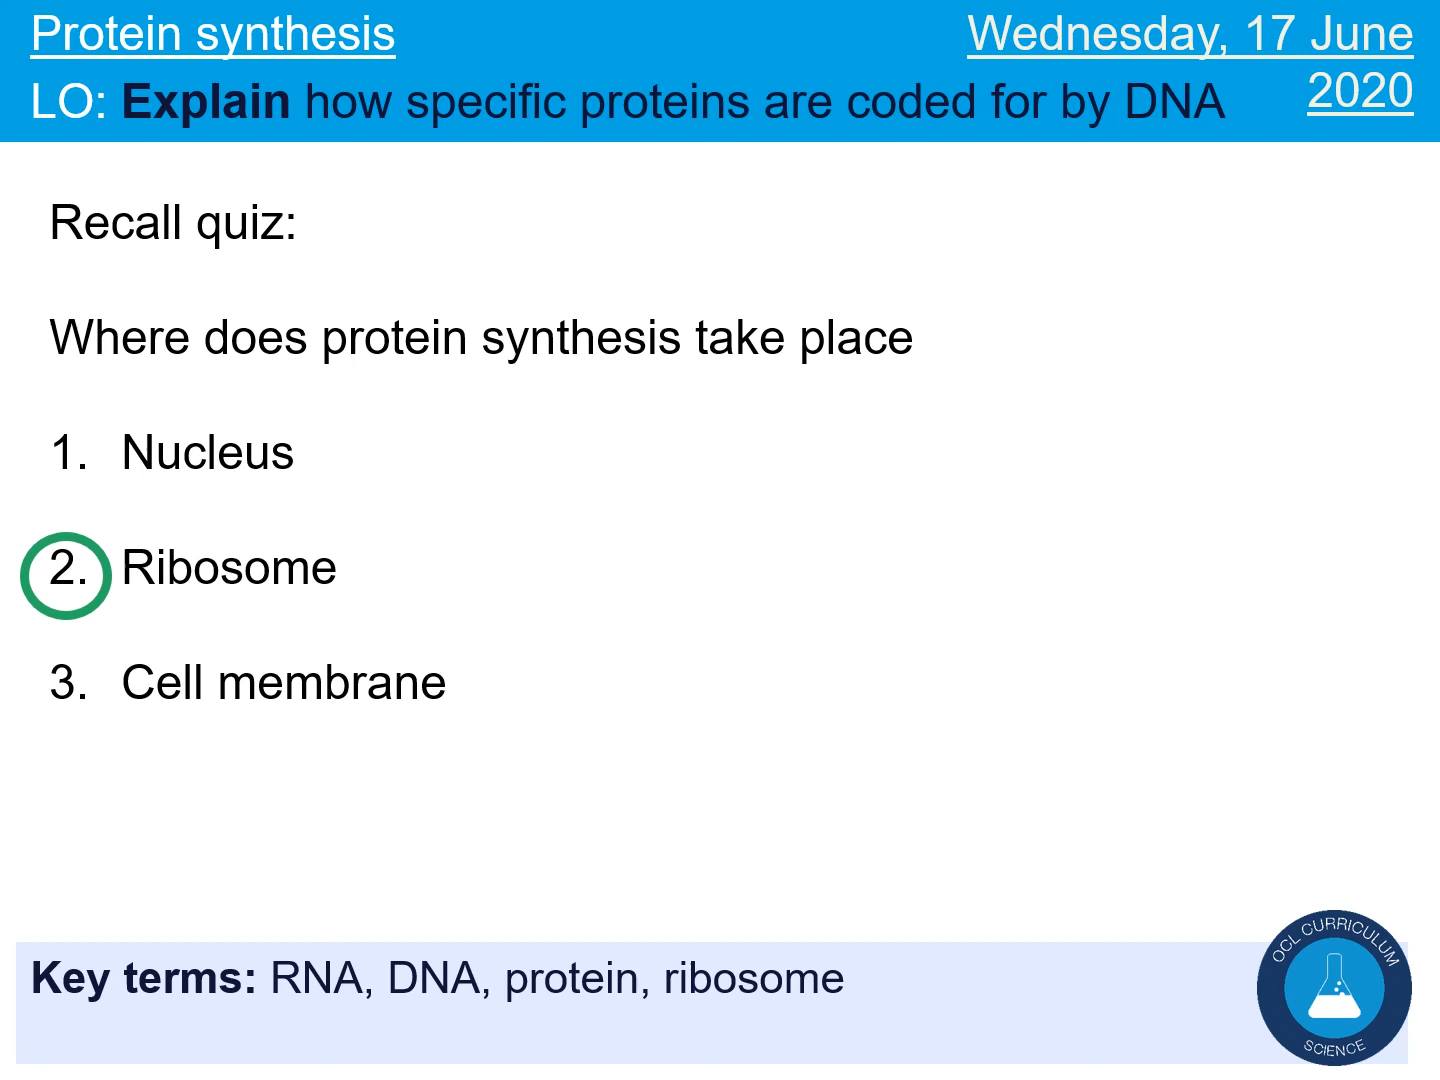 Protein synthesis
Wednesday, 17 June
2020
LO: Explain how specific proteins are coded for by DNA
Recall quiz:
Where does protein synthesis take place
1. Nucleus
2. Ribosome
3. Cell membrane
Key terms: RNA, DNA, protein, ribosome
OCL CURRICULUM
SCIENCE